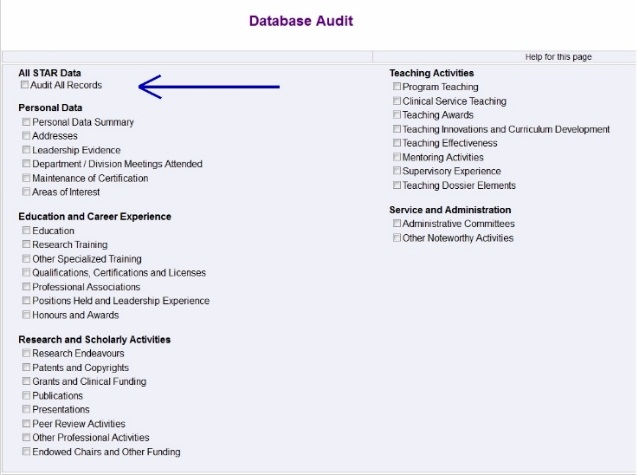 Database Audit
Help for this page
All STAR Data
Audit All Records
Personal Data
Personal Data Summary
Addresses
Leadership Evidence
Department / Division Meetings Attended
Maintenance of Certification
Areas of Interest
Education and Career Experience
Education
Research Training
Other Specialized Training
Qualifications, Certifications and Licenses
Professional Associations
Positions Held and Leadership Experience
Honours and Awards
Research and Scholarly Activities
Research Endeavours
Patents and Copyrights
Grants and Clinical Funding
Publications
Presentations
Peer Review Activities
Other Professional Activities
Endowed Chairs and Other Funding
Teaching Activities
Program Teaching
Clinical Service Teaching
Teaching Awards
Teaching Innovations and Curriculum Development
Teaching Effectiveness
Mentoring Activities
Supervisory Experience
Teaching Dossier Elements
Service and Administration
Administrative Committees
Other Noteworthy Activities